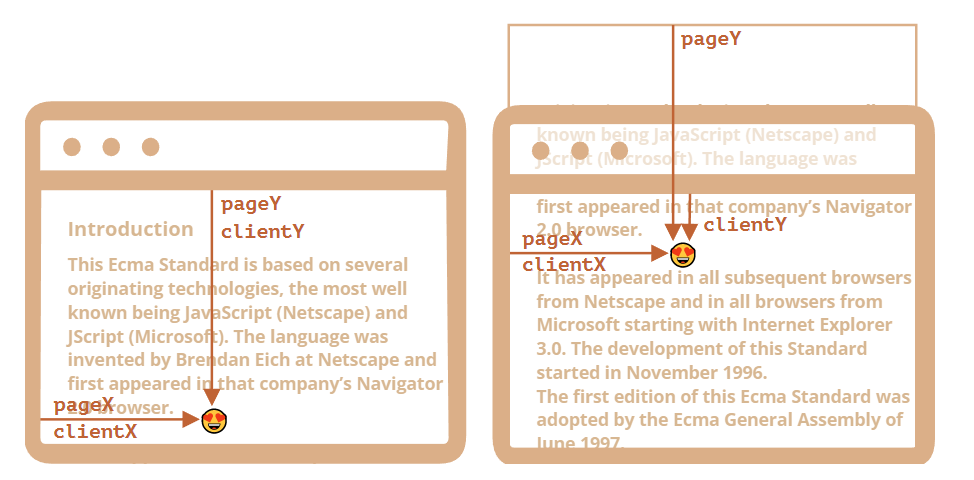 pageY
clientY
Introduction
This Ecma Standard is based on several
originating technologies, the most well
known being JavaScript (Netscape) and
JScript (Microsoft). The language was
invented by Brendan Eich at Netscape and
first appeared in that company’s Navigator
2.0 browser.
pageX
clientX
pageY
known being JavaScript (Netscape) and
JScript (Microsoft). The language was
first appeared in that company’s Navigator
2.0 browser.
clientY
pageX
clientX
It has appeared in all subsequent browsers
from Netscape and in all browsers from
Microsoft starting with Internet Explorer
3.0. The development of this Standard
started in November 1996.
The first edition of this Ecma Standard was
adopted by the Ecma General Assembly of
June 1997.